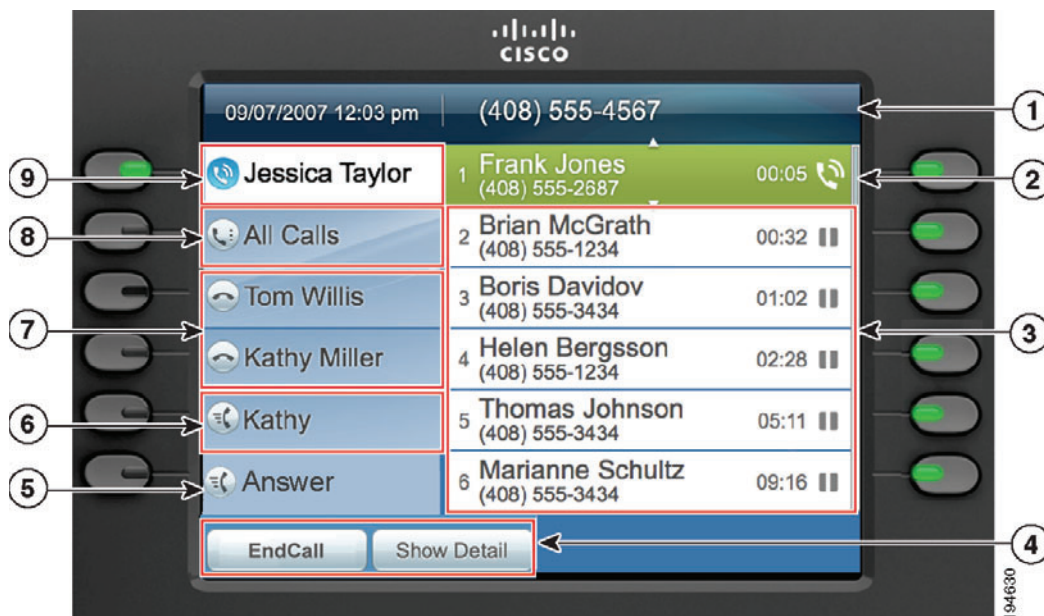 CISCO
09/07/2007 12:03 pm
(408) 555-4567
1
9
Jessica Taylor
1 Frank Jones 00:05
(408) 555-2687
2
8
All Calls
2 Brian McGrath 00:32
(408) 555-1234
7
Tom Willis
3 Boris Davidov 01:02
(408) 555-3434
3
Kathy Miller
4 Helen Bergsson 02:28
(408) 555-1234
6
Kathy
5 Thomas Johnson 05:11
(408) 555-3434
5
Answer
6 Marianne Schultz 09:16
(408) 555-3434
EndCall
Show Detail
4
194630